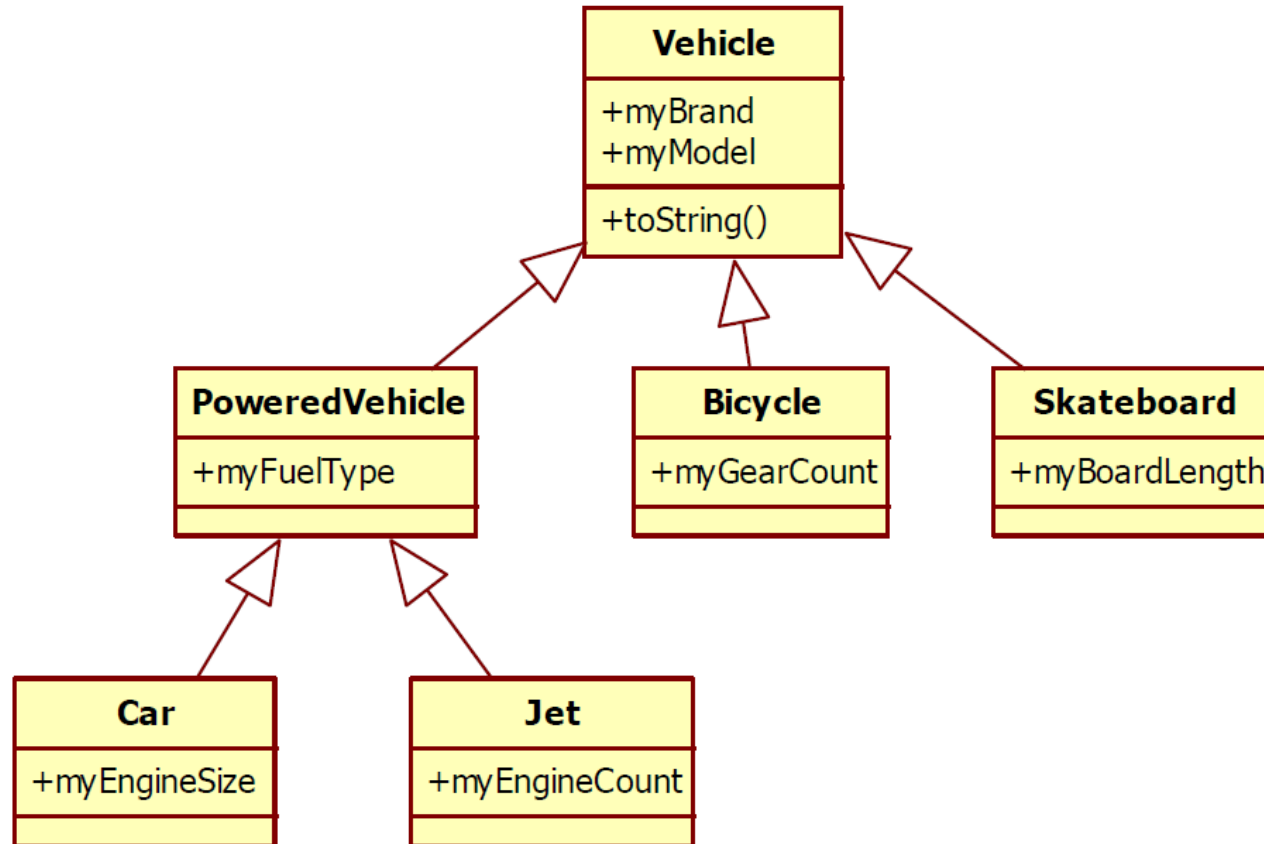 Vehicle
+myBrand
+myModel
+toString()
PoweredVehicle
+myFuelType
Bicycle
+myGearCount
Skateboard
+myBoardLength
Car
+myEngineSize
Jet
+myEngineCount